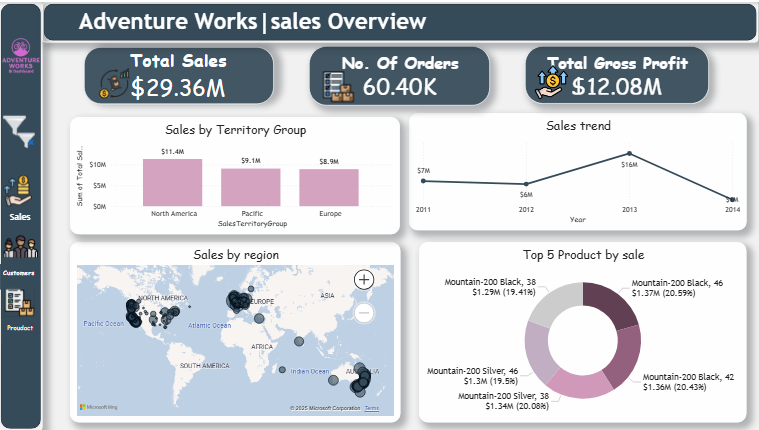 Adventure Works|sales Overview
ADVENTURE
WORKS
Total Sales
$29.36M
No. Of Orders
60.40K
Total Gross Profit
$12.08M
Sales
Customers
Prouduct
Sales by Territory Group
Sum of Total Sal...
$10M
$5M
$0M
$11.4M
$9.1M
$8.9M
North America
Pacific
Europe
SalesTerritoryGroup
Sales trend
$7M
$6M
$16M
2011
2012
2013
2014
Year
Sales by region
NORTH AMERICA
EUROPE
ASIA
Pacific Ocean
Atlantic Ocean
AFRICA
SOUTH AMERICA
Indian Ocean
Microsoft Bing
© 2025 Microsoft Corporation
Terms
Top 5 Product by sale
Mountain-200 Black, 38
$1.29M (19.41%)
Mountain-200 Black, 46
$1.37M (20.59%)
Mountain-200 Silver, 46
$1.3M (19.5%)
Mountain-200 Black, 42
$1.36M (20.43%)
Mountain-200 Silver, 38
$1.34M (20.08%)